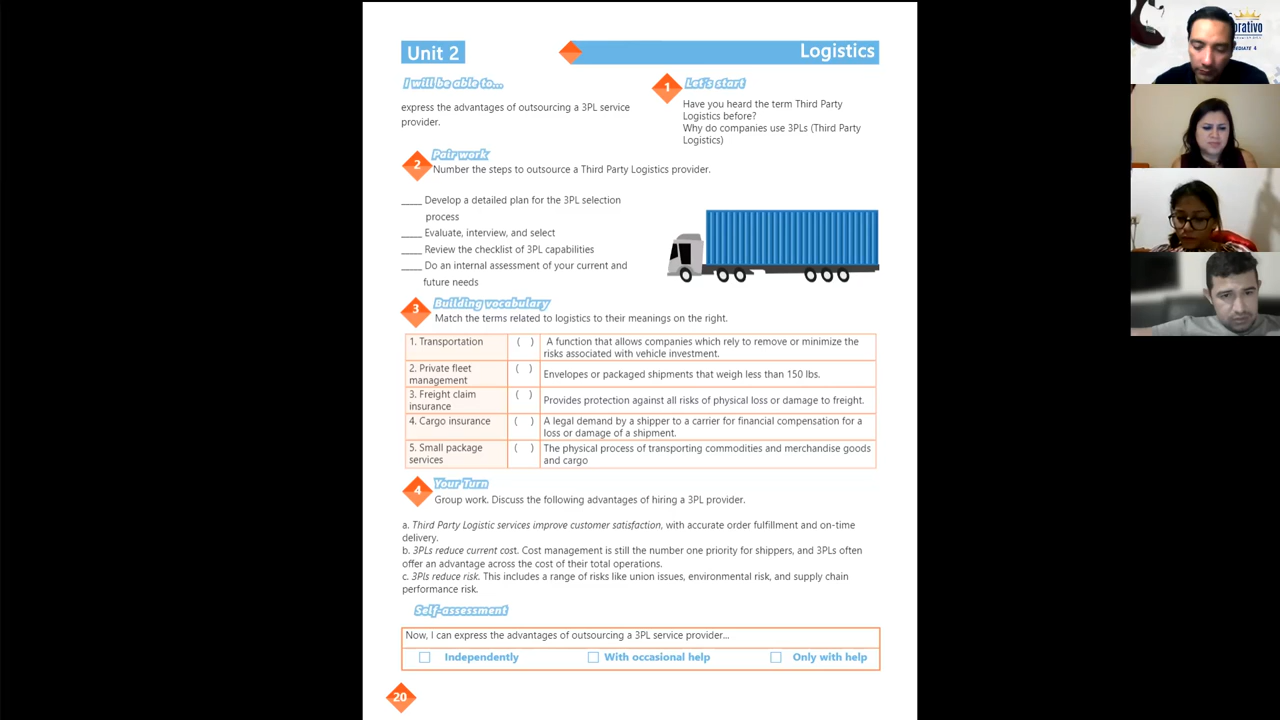 Unit 2
Logistics
I will be able to...
express the advantages of outsourcing a 3PL service
provider.
1
Let's start
Have you heard the term Third Party
Logistics before?
Why do companies use 3PLs (Third Party
Logistics)
2
Pair work
Number the steps to outsource a Third Party Logistics provider.
_____ Develop a detailed plan for the 3PL selection
process
_____ Evaluate, interview, and select
_____ Review the checklist of 3PL capabilities
_____ Do an internal assessment of your current and
future needs
3
Building vocabulary
Match the terms related to logistics to their meanings on the right.
1. Transportation ( ) A function that allows companies which rely to remove or minimize the
risks associated with vehicle investment.
2. Private fleet
management
( ) Envelopes or packaged shipments that weigh less than 150 lbs.
3. Freight claim
insurance
( ) Provides protection against all risks of physical loss or damage to freight.
4. Cargo insurance ( ) A legal demand by a shipper to a carrier for financial compensation for a
loss or damage of a shipment.
5. Small package
services
( ) The physical process of transporting commodities and merchandise goods
and cargo
4
Your Turn
Group work. Discuss the following advantages of hiring a 3PL provider.
a. Third Party Logistic services improve customer satisfaction, with accurate order fulfillment and on-time
delivery.
b. 3PLs reduce current cost. Cost management is still the number one priority for shippers, and 3PLs often
offer an advantage across the cost of their total operations.
c. 3Pls reduce risk. This includes a range of risks like union issues, environmental risk, and supply chain
performance risk.
Self-assessment
Now, I can express the advantages of outsourcing a 3PL service provider...
Independently
With occasional help
Only with help
20